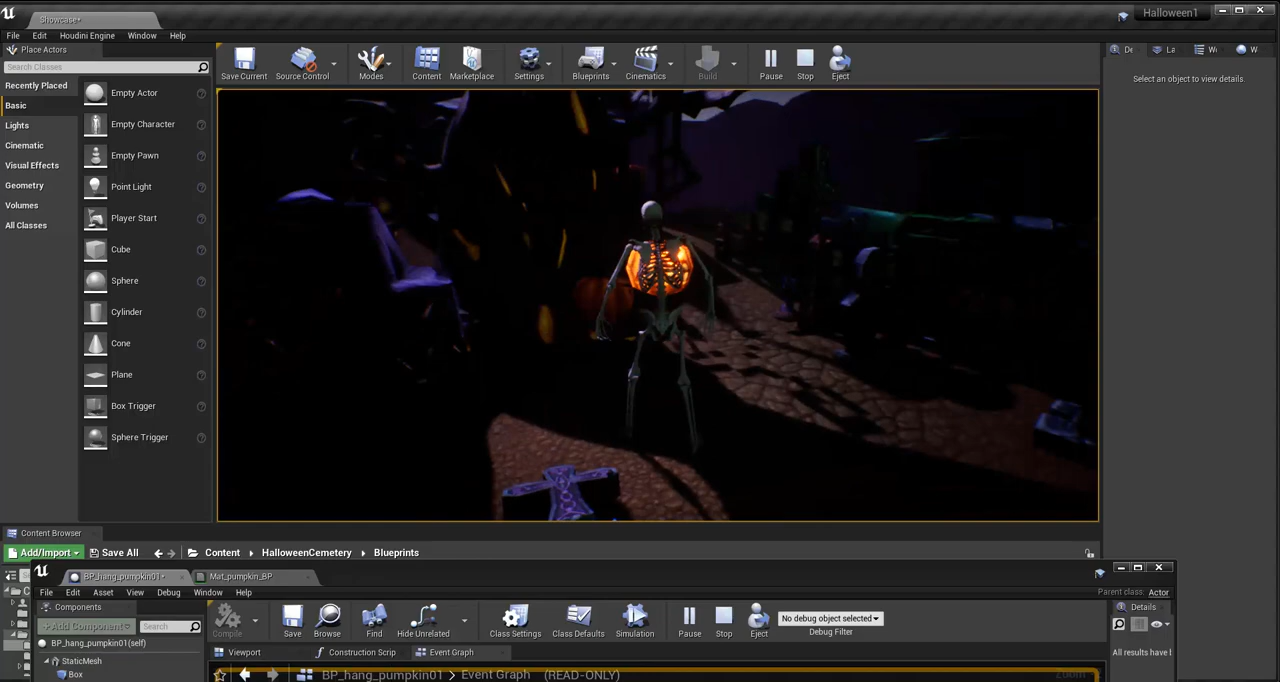 Showcase*
Halloween1
File Edit Houdini Engine Window Help
Place Actors
Search Classes
Recently Placed
Basic
Lights
Cinematic
Visual Effects
Geometry
Volumes
All Classes
Empty Actor
Empty Character
Empty Pawn
Point Light
Player Start
Cube
Sphere
Cylinder
Cone
Plane
Box Trigger
Sphere Trigger
Save Current Source Control Modes Content Marketplace Settings Blueprints Cinematics Build Pause Stop Eject
De La W W
Select an object to view details.
Content Browser
Add/Import Save All Content HalloweenCemetery Blueprints
BP_hang_pumpkin01* Mat_pumpkin_BP
File Edit Asset View Debug Window Help
Parent class: Actor
Components
+Add Component Search
BP_hang_pumpkin01(self)
StaticMesh
Box
Compile Save Browse Find Hide Unrelated Class Settings Class Defaults Simulation Pause Stop Eject
No debug object selected
Debug Filter
Viewport Construction Scrip Event Graph
BP_hang_pumpkin01 > Event Graph (READ-ONLY)
Zoom
Details
All results have b